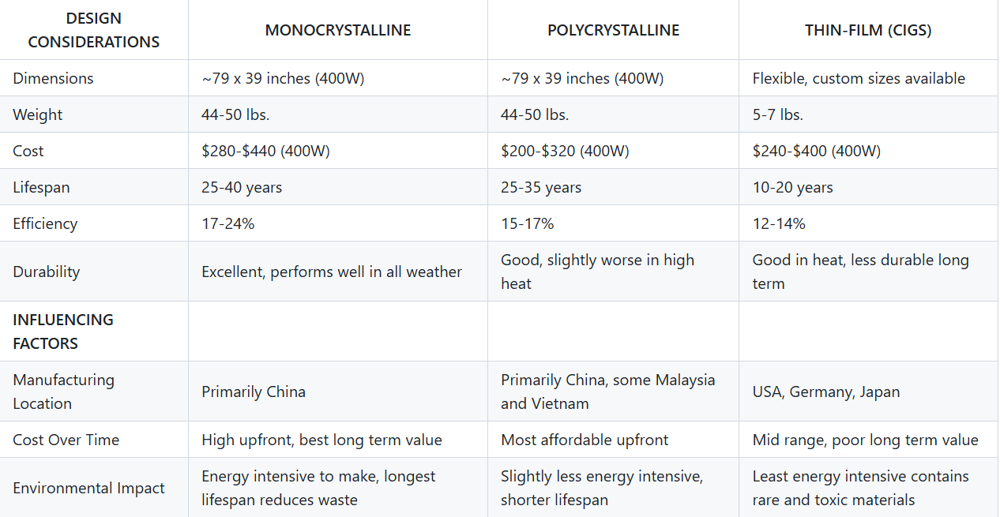 DESIGN
CONSIDERATIONS
MONOCRYSTALLINE
POLYCRYSTALLINE
THIN-FILM (CIGS)
Dimensions
~79 x 39 inches (400W)
~79 x 39 inches (400W)
Flexible, custom sizes available
Weight
44-50 lbs.
44-50 lbs.
5-7 lbs.
Cost
$280-$440 (400W)
$200-$320 (400W)
$240-$400 (400W)
Lifespan
25-40 years
25-35 years
10-20 years
Efficiency
17-24%
15-17%
12-14%
Durability
Excellent, performs well in all weather
Good, slightly worse in high
heat
Good in heat, less durable long
term
INFLUENCING
FACTORS
Manufacturing
Location
Primarily China
Primarily China, some Malaysia
and Vietnam
USA, Germany, Japan
Cost Over Time
High upfront, best long term value
Most affordable upfront
Mid range, poor long term value
Environmental Impact
Energy intensive to make, longest
lifespan reduces waste
Slightly less energy intensive,
shorter lifespan
Least energy intensive contains
rare and toxic materials